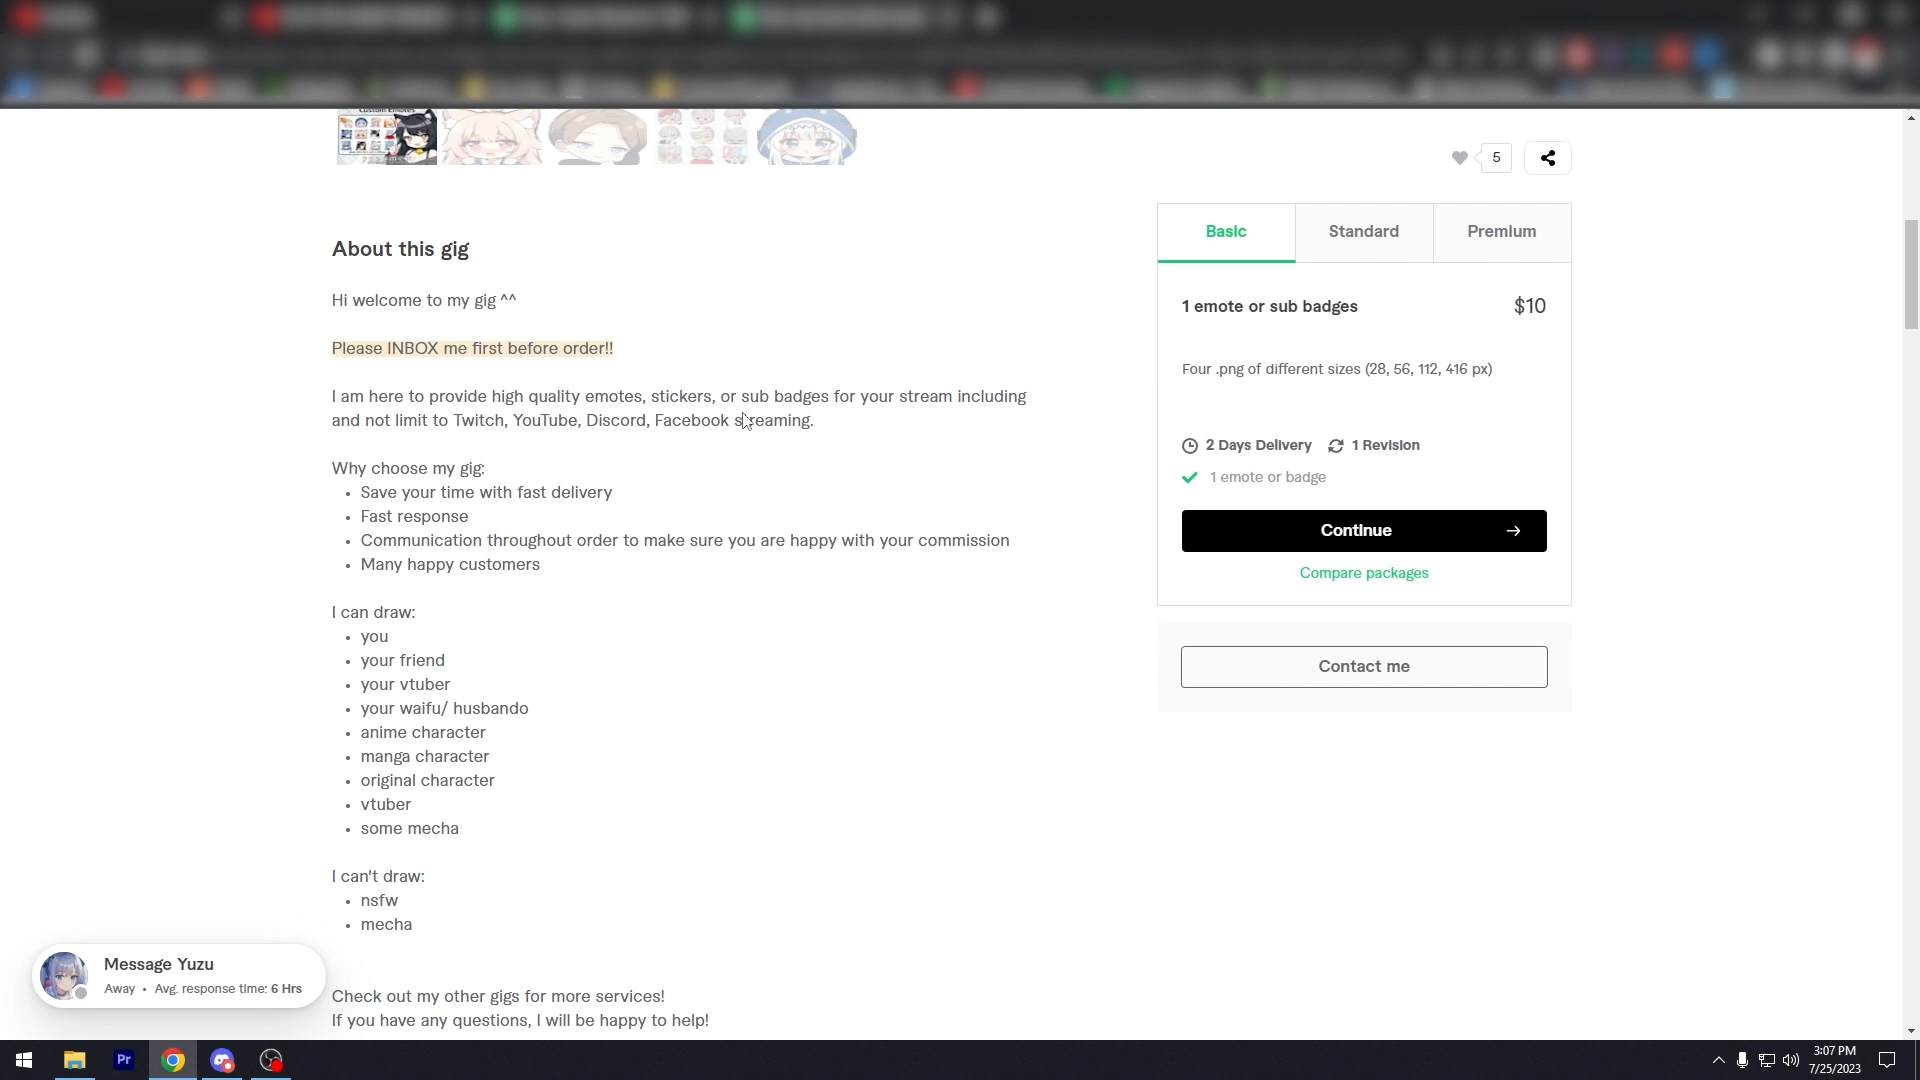 Custom Emotes
5
About this gig
Hi welcome to my gig ^^
Please INBOX me first before order!!
I am here to provide high quality emotes, stickers, or sub badges for your stream including
and not limit to Twitch, YouTube, Discord, Facebook streaming.
Why choose my gig:
• Save your time with fast delivery
• Fast response
• Communication throughout order to make sure you are happy with your commission
• Many happy customers
I can draw:
• you
• your friend
• your vtuber
• your waifu/ husbando
• anime character
• manga character
• original character
• vtuber
• some mecha
I can't draw:
• nsfw
• mecha
Check out my other gigs for more services!
If you have any questions, I will be happy to help!
Basic Standard Premium
1 emote or sub badges $10
Four .png of different sizes (28, 56, 112, 416 px)
2 Days Delivery 1 Revision
1 emote or badge
Continue →
Compare packages
Contact me
Message Yuzu
Away • Avg. response time: 6 Hrs
Pr
3:07 PM
7/25/2023